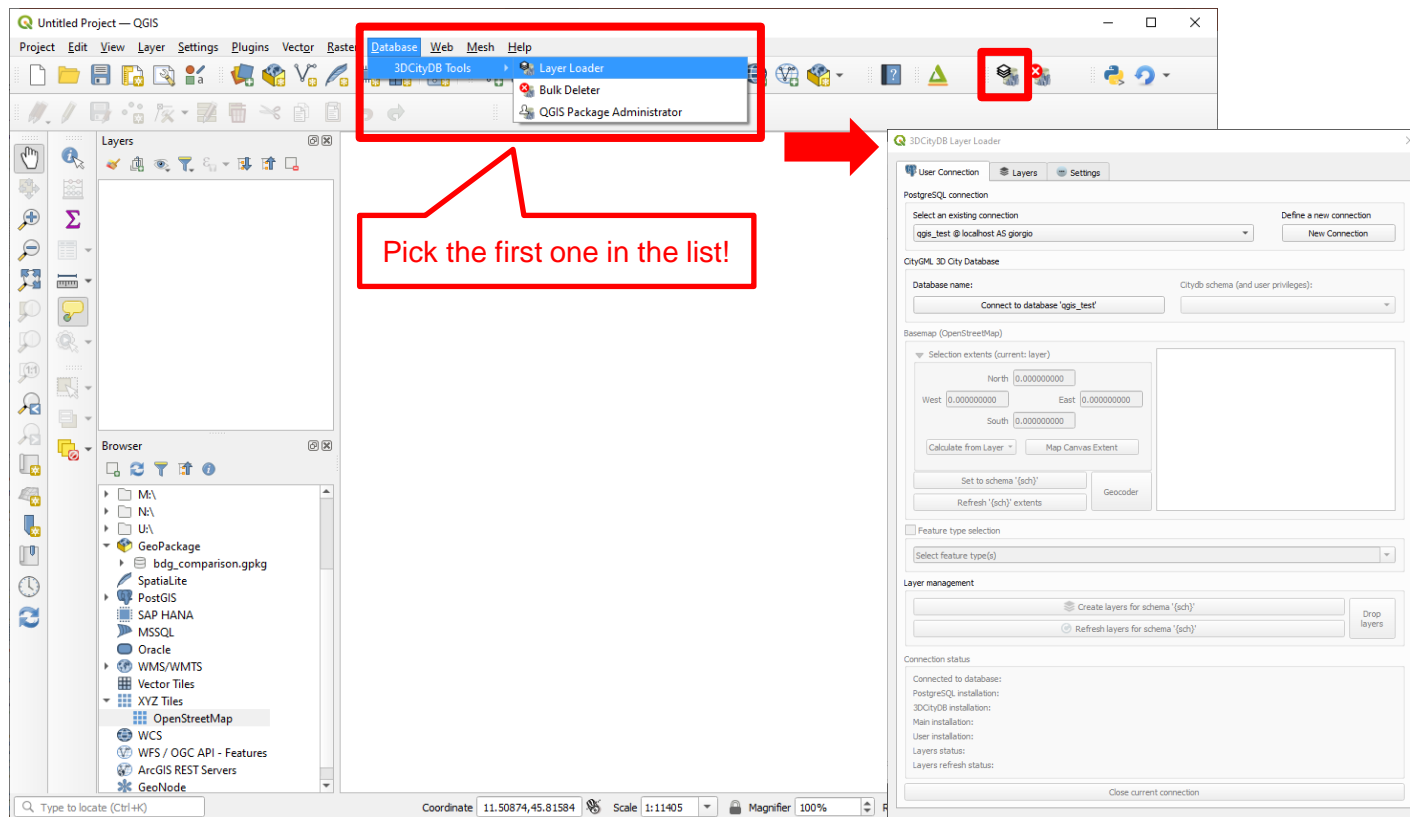 Untitled Project — QGIS
Project Edit View Layer Settings Plugins Vector Raster Database Web Mesh Help
3DCityDB Tools
Layer Loader
Bulk Deleter
QGIS Package Administrator
Pick the first one in the list!
Layers
Browser
M:\
N:\
U:\
GeoPackage
bdg_comparison.gpkg
SpatiaLite
PostGIS
SAP HANA
MSSQL
Oracle
WMS/WMTS
Vector Tiles
XYZ Tiles
OpenStreetMap
WCS
WFS / OGC API - Features
ArcGIS REST Servers
GeoNode
Type to locate (Ctrl+K)
Coordinate 11.50874,45.81584 Scale 1:11405 Magnifier 100% R
3DCityDB Layer Loader
User Connection Layers Settings
PostgreSQL connection
Select an existing connection Define a new connection
qgis_test @ localhost AS giorgio New Connection
CityGML 3D City Database
Database name: Citydb schema (and user privileges):
Connect to database 'qgis_test'
Basemap (OpenStreetMap)
Selection extents (current: layer)
North 0.000000000
West 0.000000000 East 0.000000000
South 0.000000000
Calculate from Layer Map Canvas Extent
Set to schema '{sch}'
Geocoder
Refresh '{sch}' extents
Feature type selection
Select feature type(s)
Layer management
Create layers for schema '{sch}'
Drop layers
Refresh layers for schema '{sch}'
Connection status
Connected to database:
PostgreSQL installation:
3DCityDB installation:
Main installation:
User installation:
Layers status:
Layers refresh status:
Close current connection